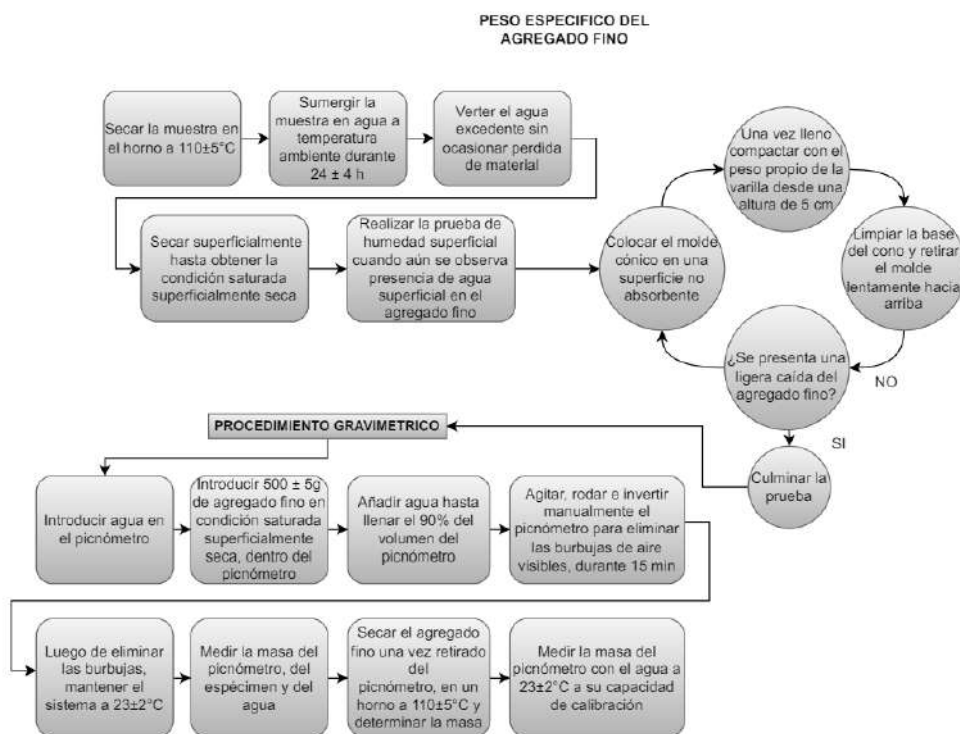 PESO ESPECIFICO DEL
AGREGADO FINO
Secar la muestra en
el horno a 110±5°C
Sumergir la
muestra en agua a
temperatura
ambiente durante
24 ± 4 h
Verter el agua
excedente sin
ocasionar perdida
de material
Secar superficialmente
hasta obtener la
condición saturada
superficialmente seca
Realizar la prueba de
humedad superficial
cuando aún se observa
presencia de agua
superficial en el
agregado fino
Colocar el molde
cónico en una
superficie no
absorbente
Una vez lleno
compactar con el
peso propio de la
varilla desde una
altura de 5 cm
Limpiar la base
del cono y retirar
el molde
lentamente hacia
arriba
¿Se presenta una
ligera caída del
agregado fino?
NO
SI
Culminar la
prueba
PROCEDIMIENTO GRAVIMETRICO
Introducir agua en
el picnómetro
Introducir 500 ± 5g
de agregado fino en
condición saturada
superficialmente
seca, dentro del
picnómetro
Añadir agua hasta
llenar el 90% del
volumen del
picnómetro
Agitar, rodar e invertir
manualmente el
picnómetro para eliminar
las burbujas de aire
visibles, durante 15 min
Luego de eliminar
las burbujas,
mantener el
sistema a 23±2°C
Medir la masa del
picnómetro, del
espécimen y del
agua
Secar el agregado
fino una vez retirado
del
picnómetro, en un
horno a 110±5°C y
determinar la masa
Medir la masa del
picnómetro con el agua a
23±2°C a su capacidad
de calibración